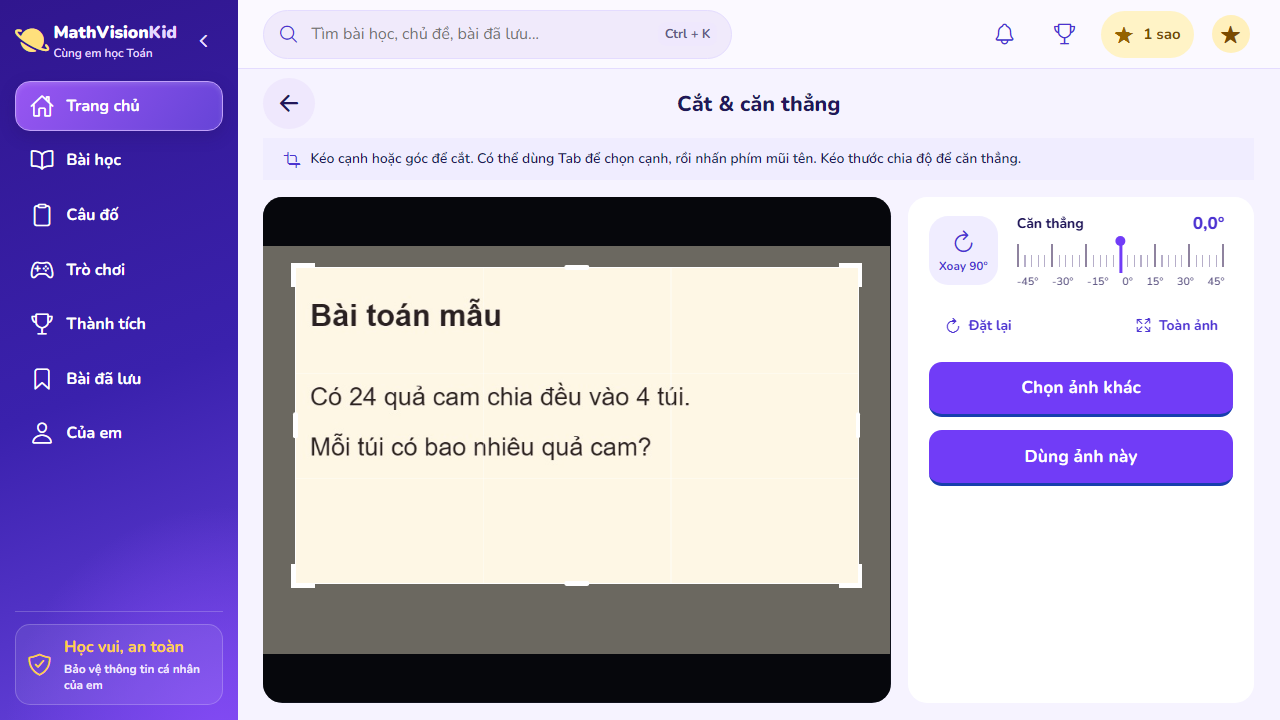 MathVisionKid
Cùng em học Toán
Tìm bài học, chủ đề, bài đã lưu...
Ctrl + K
1 sao
Trang chủ
Bài học
Câu đố
Trò chơi
Thành tích
Bài đã lưu
Của em
Học vui, an toàn
Bảo vệ thông tin cá nhân
của em
Cắt & căn thẳng
Kéo cạnh hoặc góc để cắt. Có thể dùng Tab để chọn cạnh, rồi nhấn phím mũi tên. Kéo thước chia độ để căn thẳng.
Bài toán mẫu
Có 24 quả cam chia đều vào 4 túi.
Mỗi túi có bao nhiêu quả cam?
Xoay 90°
Căn thẳng
0,0°
-45° -30° -15° 0° 15° 30° 45°
Đặt lại
Toàn ảnh
Chọn ảnh khác
Dùng ảnh này